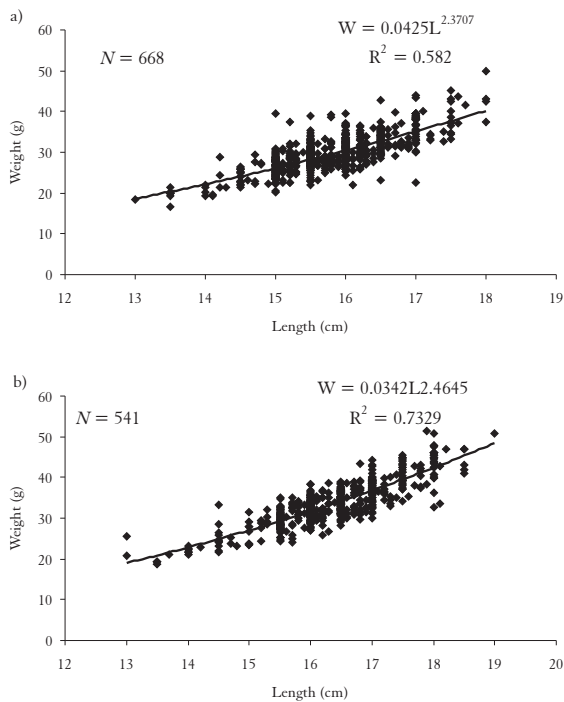 a)
W = 0.0425L^2.3707
R² = 0.582
N = 668
60
50
40
30
20
10
0
Weight (g)
12 13 14 15 16 17 18 19
Length (cm)
b)
W = 0.0342L2.4645
R² = 0.7329
N = 541
60
50
40
30
20
10
0
Weight (g)
12 13 14 15 16 17 18 19 20
Length (cm)